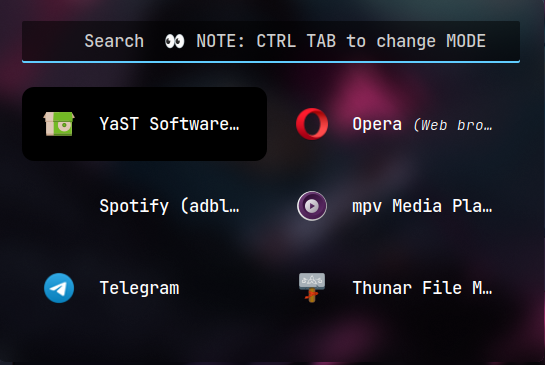 Search 👀 NOTE: CTRL TAB to change MODE
YaST Software… Opera (Web bro…
Spotify (adbl… mpv Media Pla…
Telegram Thunar File M…